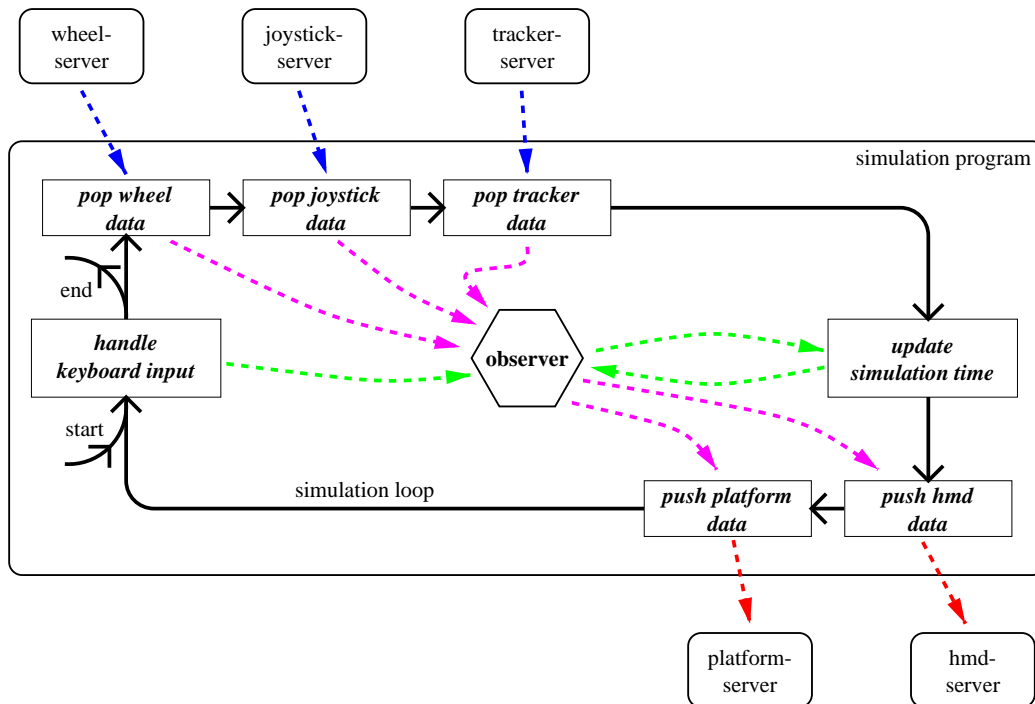 wheel-
server
joystick-
server
tracker-
server
simulation program
pop wheel
data
pop joystick
data
pop tracker
data
end
handle
keyboard input
observer
update
simulation time
start
simulation loop
push platform
data
push hmd
data
platform-
server
hmd-
server